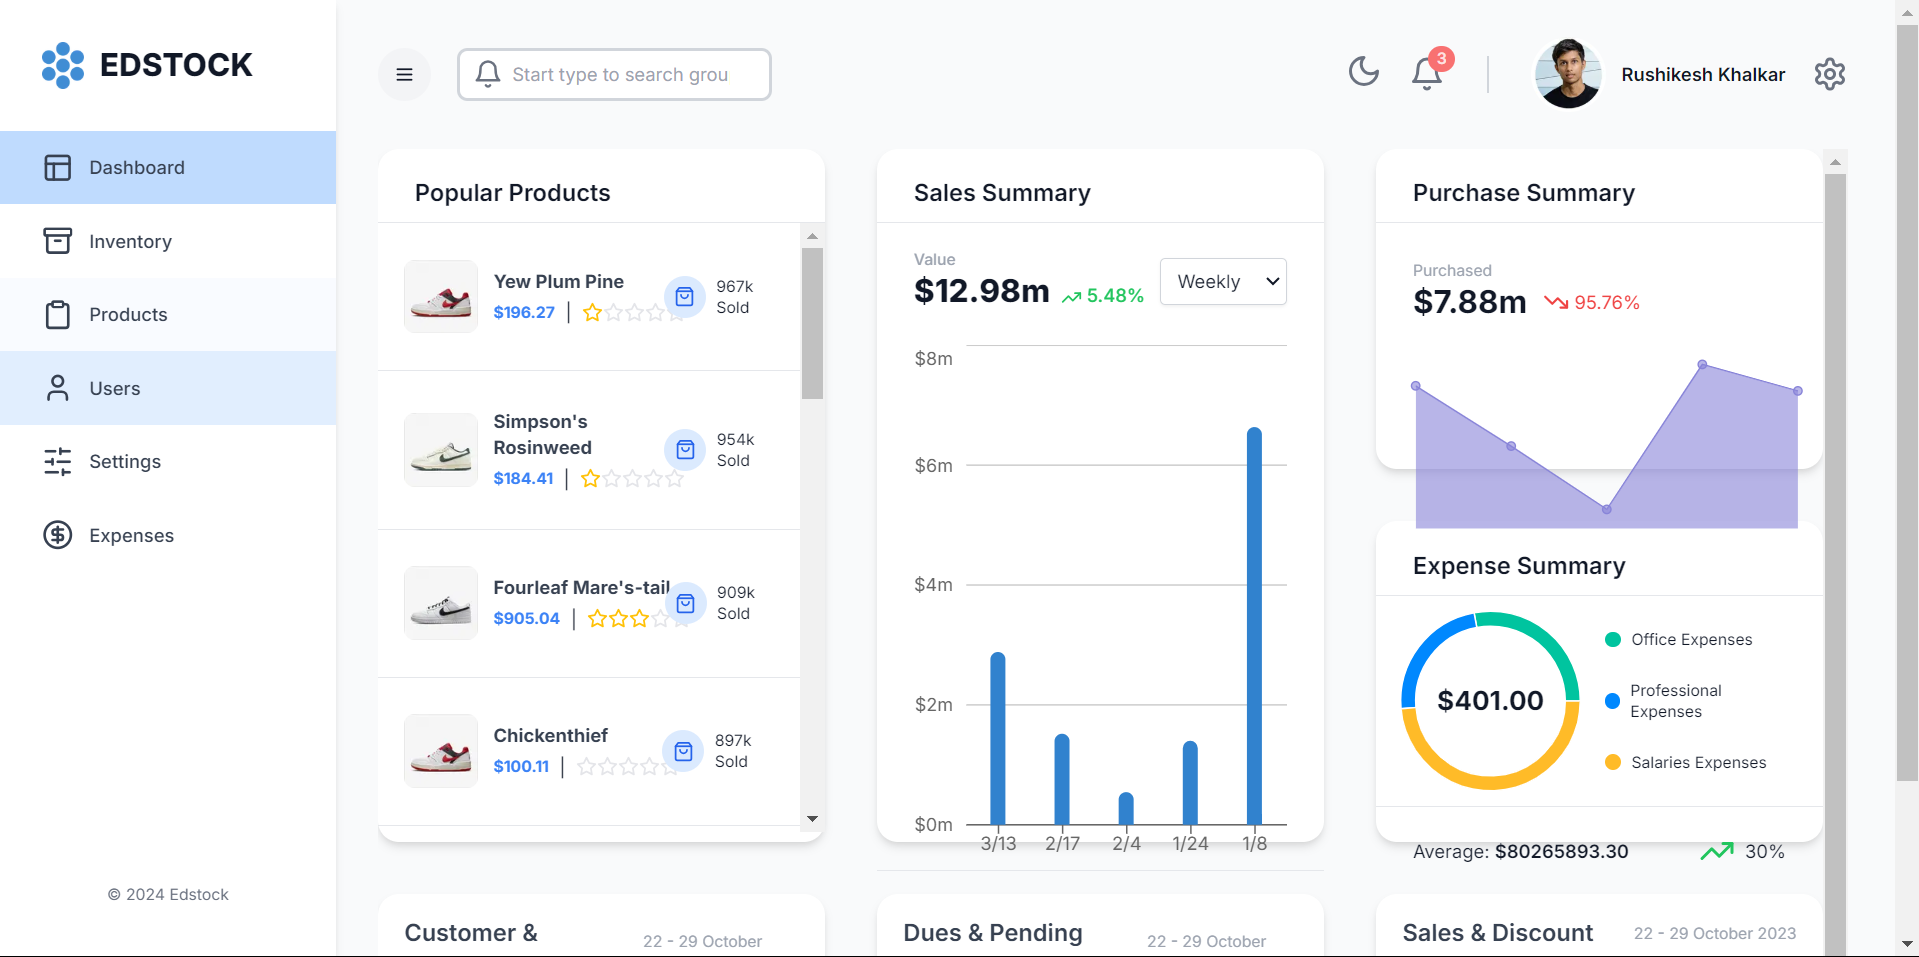 EDSTOCK
Start type to search grou
3
Rushikesh Khalkar
Dashboard
Inventory
Products
Users
Settings
Expenses
© 2024 Edstock
Popular Products
Yew Plum Pine
$196.27 |
967k
Sold
Simpson's
Rosinweed
$184.41 |
954k
Sold
Fourleaf Mare's-tail
$905.04 |
909k
Sold
Chickenthief
$100.11 |
897k
Sold
Sales Summary
Value
$12.98m 5.48%
Weekly
$8m
$6m
$4m
$2m
$0m
3/13 2/17 2/4 1/24 1/8
Purchase Summary
Purchased
$7.88m 95.76%
Expense Summary
$401.00
Office Expenses
Professional
Expenses
Salaries Expenses
Average: $80265893.30 30%
Customer &
22 - 29 October
Dues & Pending
22 - 29 October
Sales & Discount
22 - 29 October 2023